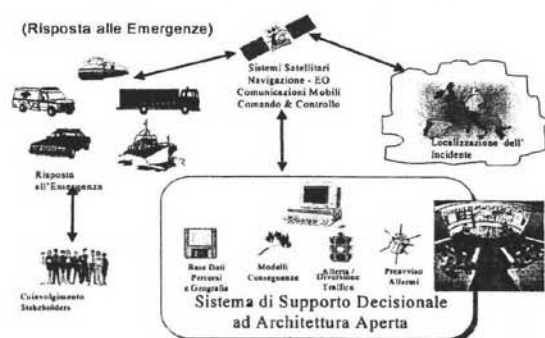 (Risposta alle Emergenze)
Sistemi Satellitari
Navigazione - EO
Comunicazioni Mobili
Comando & Controllo
Localizzazione dell'
Incidente
Risposta
all'Emergenza
Coinvolgimento
Stakeholders
Base Dati
Percorsi
e Geografia
Modelli
Conseguenze
Allerta /
Diversione
Traffico
Preavviso
Allarmi
Sistema di Supporto Decisionale
ad Architettura Aperta